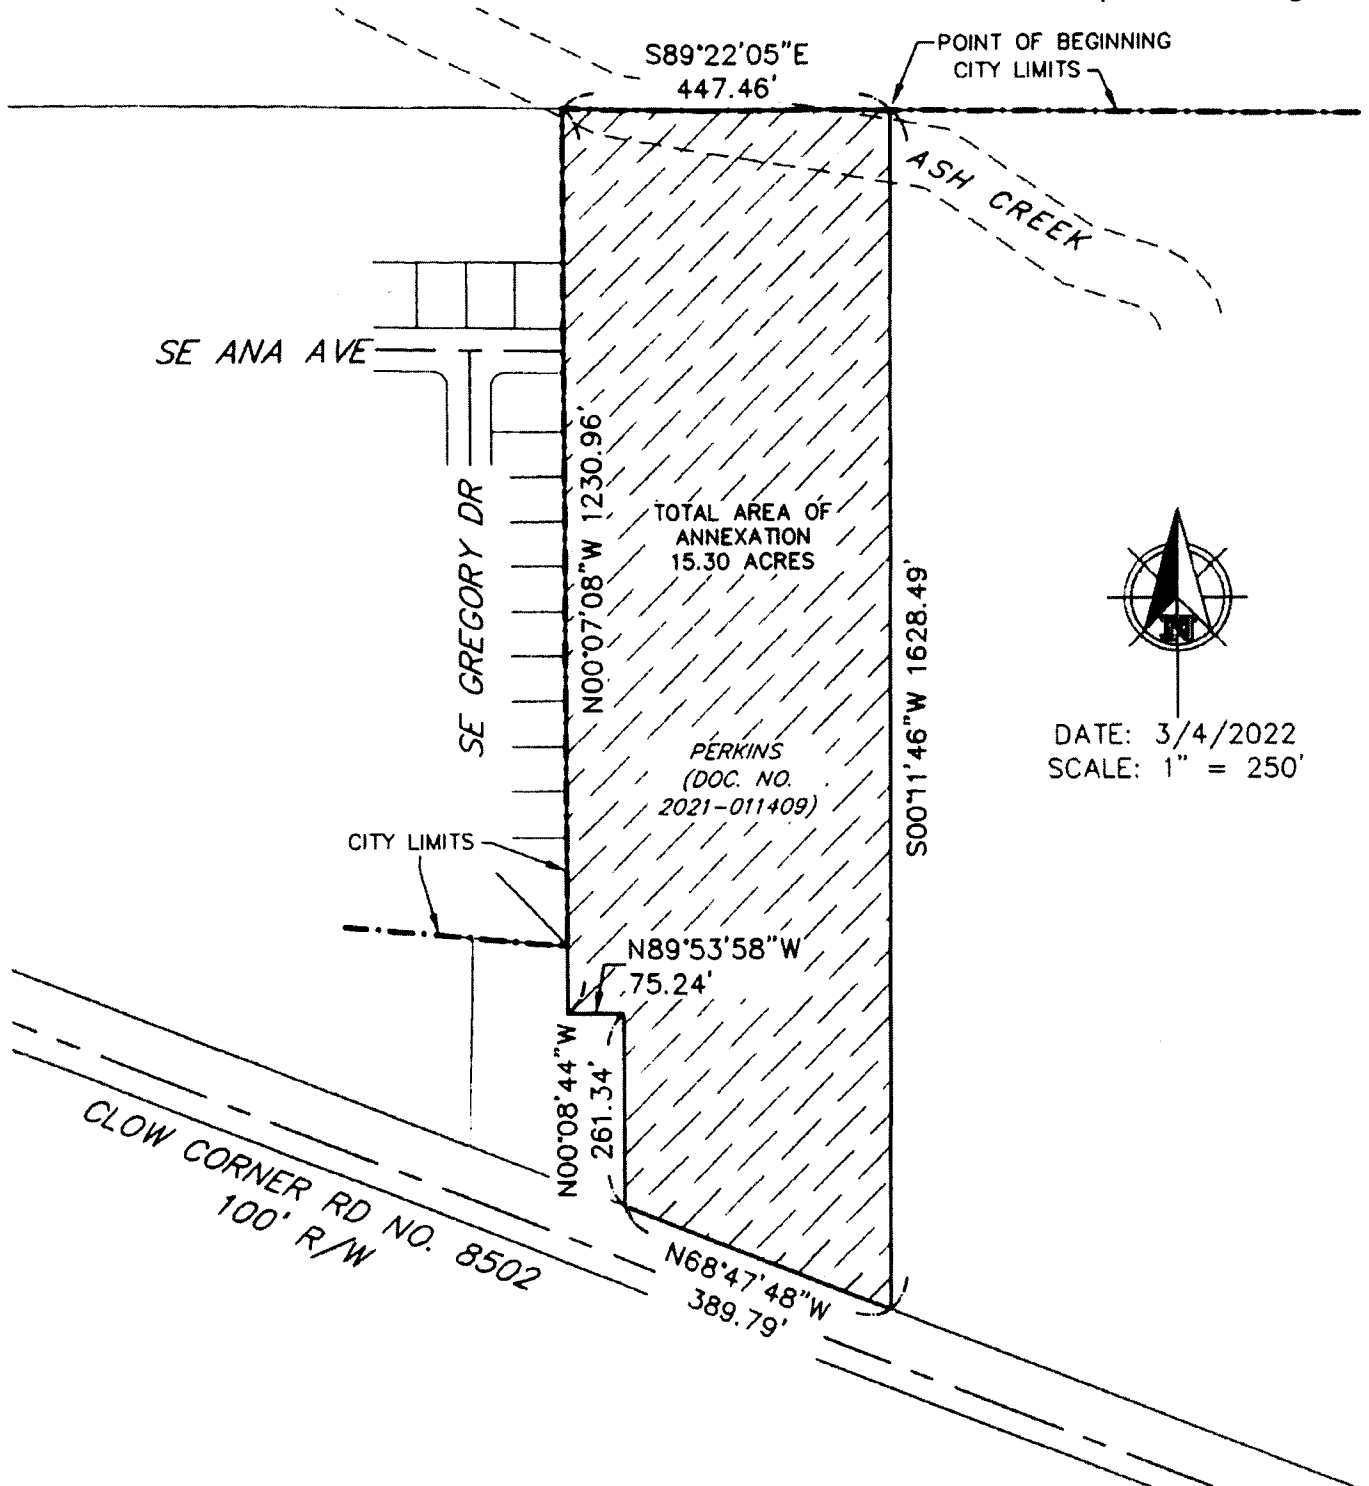 S89°22'05"E
447.46'
POINT OF BEGINNING
CITY LIMITS
ASH CREEK
SE ANA AVE
N00°07'08"W 1230.96'
SE GREGORY DR
TOTAL AREA OF
ANNEXATION
15.30 ACRES
S00°11'46"W 1628.49'
N
DATE: 3/4/2022
SCALE: 1" = 250'
PERKINS
(DOC. NO.
2021-011409)
CITY LIMITS
N89°53'58"W
75.24'
N00°08'44"W
261.34'
CLOW CORNER RD NO. 8502
100' R/W
N68°47'48"W
389.79'